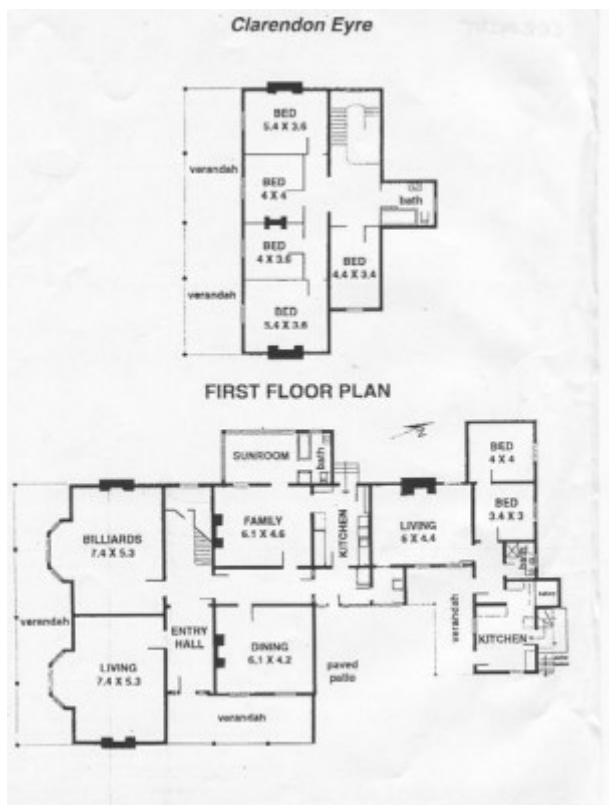 Clarendon Eyre
BED
5.4 X 3.6
verandah
BED
4 X 4
bath
BED
4 X 3.6
BED
4.4 X 3.4
verandah
BED
5.4 X 3.6
FIRST FLOOR PLAN
SUNROOM
bath
BED
4 X 4
BED
3.4 X 3
FAMILY
6.1 X 4.6
KITCHEN
LIVING
6 X 4.4
BILLIARDS
7.4 X 5.3
bath
verandah
ENTRY
HALL
DINING
6.1 X 4.2
verandah
KITCHEN
LIVING
7.4 X 5.3
paved
patio
verandah